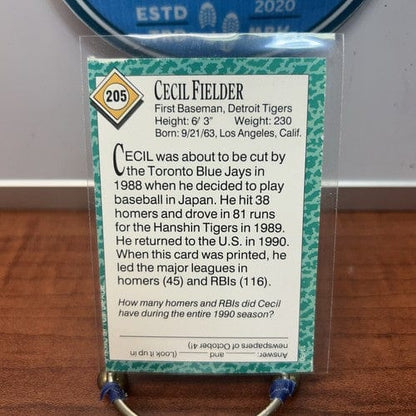 ESTD
2020
205
CECIL FIELDER
First Baseman, Detroit Tigers
Height: 6' 3" Weight: 230
Born: 9/21/63, Los Angeles, Calif.
CECIL was about to be cut by
the Toronto Blue Jays in
1988 when he decided to play
baseball in Japan. He hit 38
homers and drove in 81 runs
for the Hanshin Tigers in 1989.
He returned to the U.S. in 1990.
When this card was printed, he
led the major leagues in
homers (45) and RBIs (116).
How many homers and RBIs did Cecil
have during the entire 1990 season?
Answer: ______ and ______ (Look it up in
newspapers of October 4!)